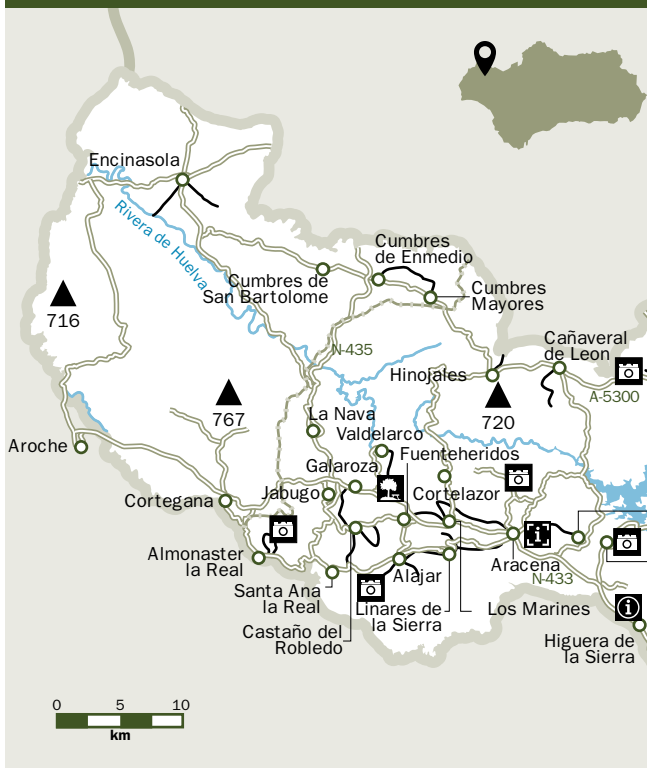 Encinasola
Rivera de Huelva
Cumbres
de Enmedio
Cumbres de
San Bartolome
Cumbres
Mayores
716
N-435
Cañaveral
de Leon
Hinojales
A-5300
767
720
La Nava
Valdelarco
Fuenteheridos
Aroche
Galaroza
Jabugo
Cortelazor
Cortegana
Almonaster
la Real
Aracena
Alajar
N-433
Santa Ana
la Real
Linares de
la Sierra
Los Marines
Castaño del
Robledo
Higuera de
la Sierra
0 5 10
km